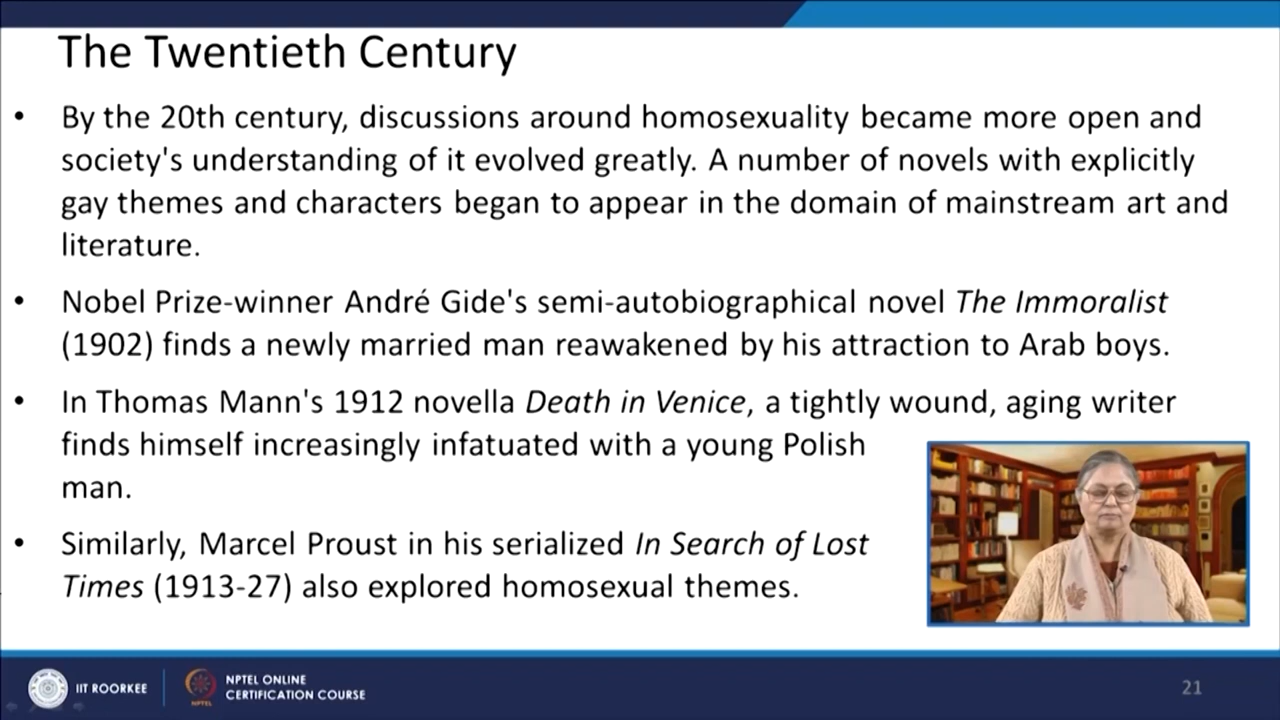 The Twentieth Century
• By the 20th century, discussions around homosexuality became more open and
society's understanding of it evolved greatly. A number of novels with explicitly
gay themes and characters began to appear in the domain of mainstream art and
literature.
• Nobel Prize-winner André Gide's semi-autobiographical novel The Immoralist
(1902) finds a newly married man reawakened by his attraction to Arab boys.
• In Thomas Mann's 1912 novella Death in Venice, a tightly wound, aging writer
finds himself increasingly infatuated with a young Polish
man.
• Similarly, Marcel Proust in his serialized In Search of Lost
Times (1913-27) also explored homosexual themes.
IIT ROORKEE
NPTEL
NPTEL ONLINE
CERTIFICATION COURSE
21